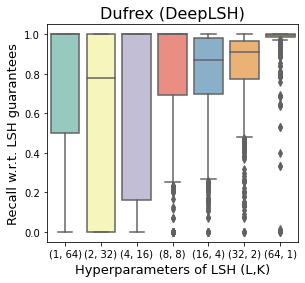 Dufrex (DeepLSH)
Recall w.r.t. LSH guarantees
1.0
0.8
0.6
0.4
0.2
0.0
(1, 64) (2, 32) (4, 16) (8, 8) (16, 4) (32, 2) (64, 1)
Hyperparameters of LSH (L,K)